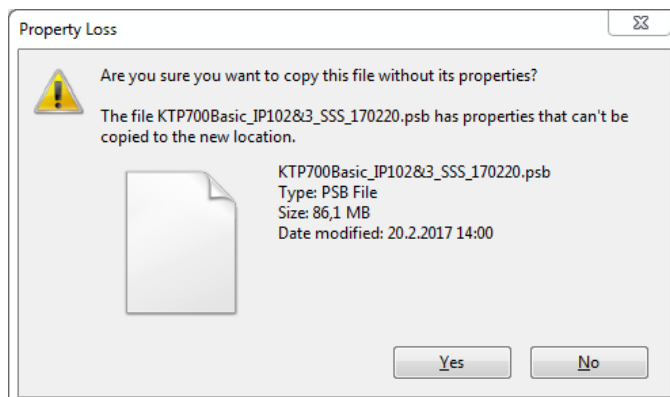 Property Loss
Are you sure you want to copy this file without its properties?
The file KTP700Basic_IP102&3_SSS_170220.psb has properties that can't be
copied to the new location.
KTP700Basic_IP102&3_SSS_170220.psb
Type: PSB File
Size: 86,1 MB
Date modified: 20.2.2017 14:00
Yes
No